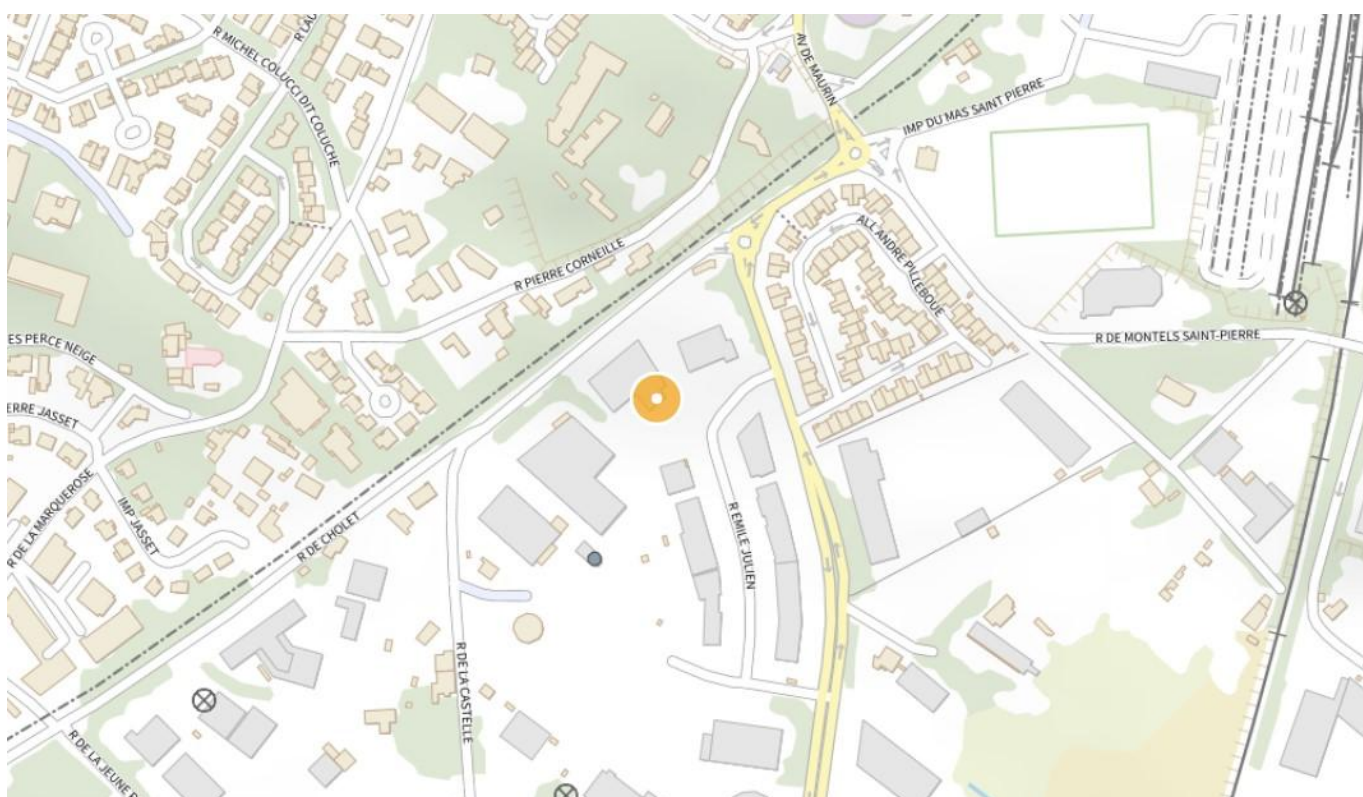 R MICHEL COLUCCI DIT COLUCHE
R LAU
AV DE MAURIN
IMP DU MAS SAINT PIERRE
R PIERRE CORNEILLE
ALL ANDRE PILLEBOUE
R DE MONTELS SAINT-PIERRE
ES PERCE NEIGE
ERRE JASSET
R DE LA MARQUEROSE
IMP JASSET
R DE CHOLET
R EMILE JULIEN
R DE LA CASTELLE
R DE LA JEUNE P